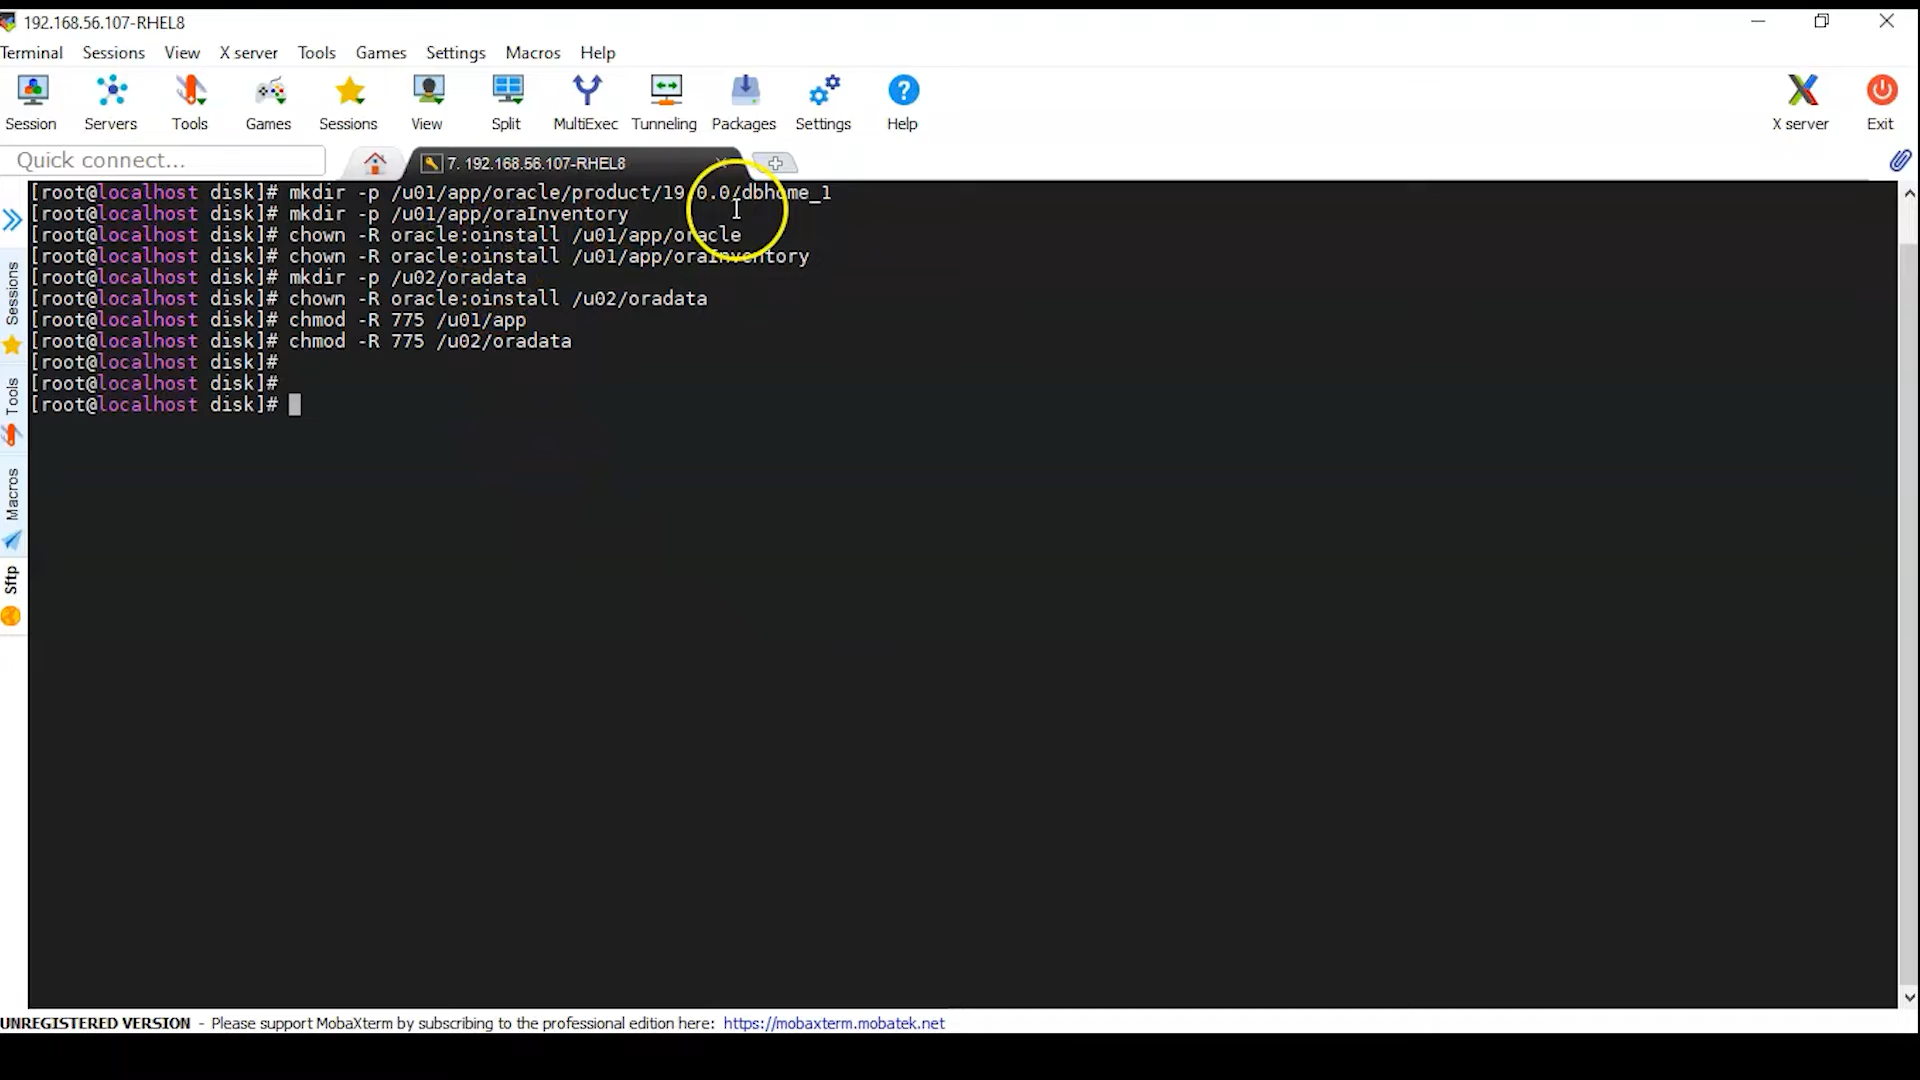 192.168.56.107-RHEL8
Terminal Sessions View X server Tools Games Settings Macros Help
Session Servers Tools Games Sessions View Split MultiExec Tunneling Packages Settings Help X server Exit
Quick connect...
7. 192.168.56.107-RHEL8
[root@localhost disk]# mkdir -p /u01/app/oracle/product/19.0.0/dbhome_1
[root@localhost disk]# mkdir -p /u01/app/oraInventory
[root@localhost disk]# chown -R oracle:oinstall /u01/app/oracle
[root@localhost disk]# chown -R oracle:oinstall /u01/app/oraInventory
[root@localhost disk]# mkdir -p /u02/oradata
[root@localhost disk]# chown -R oracle:oinstall /u02/oradata
[root@localhost disk]# chmod -R 775 /u01/app
[root@localhost disk]# chmod -R 775 /u02/oradata
[root@localhost disk]#
[root@localhost disk]#
[root@localhost disk]#
Sessions
Tools
Macros
Sftp
UNREGISTERED VERSION - Please support MobaXterm by subscribing to the professional edition here: https://mobaxterm.mobatek.net